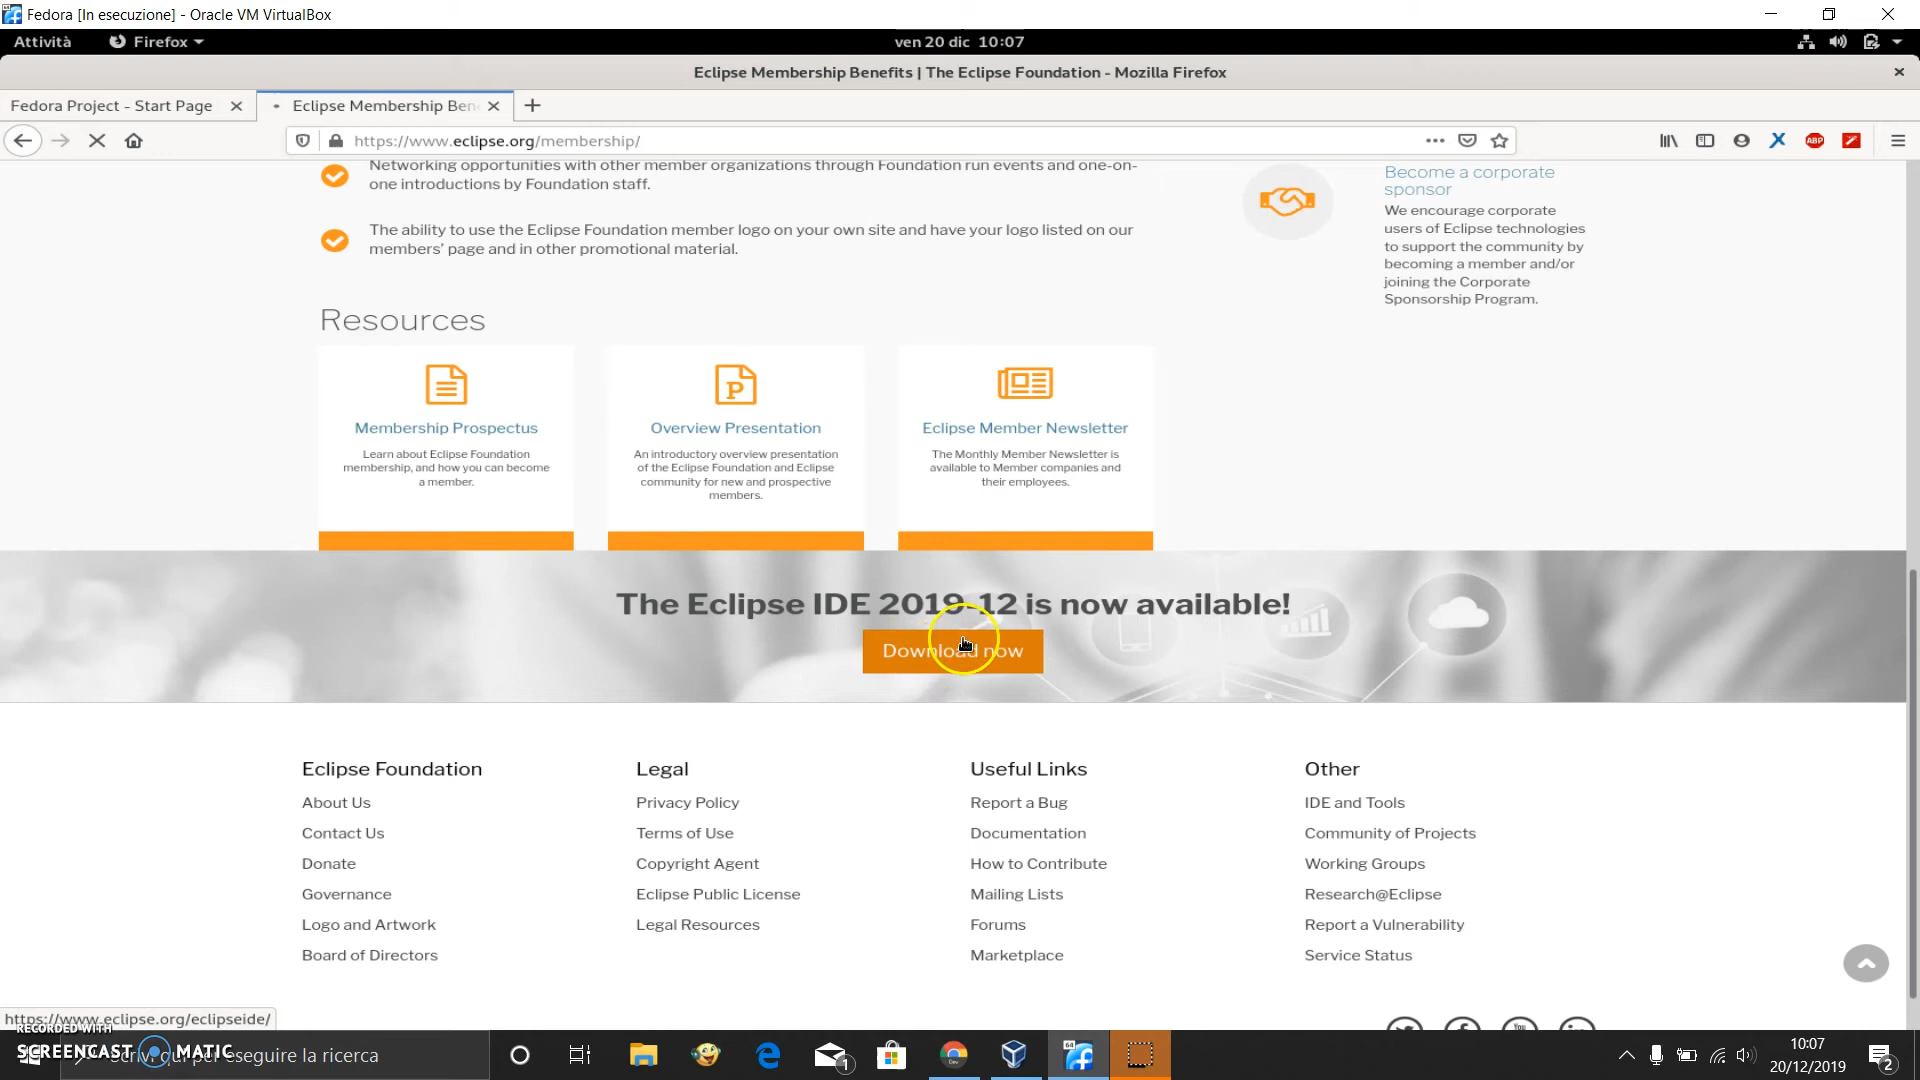 Fedora [In esecuzione] - Oracle VM VirtualBox
Attività Firefox ven 20 dic 10:07
Eclipse Membership Benefits | The Eclipse Foundation - Mozilla Firefox
Fedora Project - Start Page Eclipse Membership Ben
https://www.eclipse.org/membership/
ABP
Networking opportunities with other member organizations through Foundation run events and one-on-
one introductions by Foundation staff.
The ability to use the Eclipse Foundation member logo on your own site and have your logo listed on our
members' page and in other promotional material.
Become a corporate
sponsor
We encourage corporate
users of Eclipse technologies
to support the community by
becoming a member and/or
joining the Corporate
Sponsorship Program.
Resources
Membership Prospectus
Learn about Eclipse Foundation
membership, and how you can become
a member.
P
Overview Presentation
An introductory overview presentation
of the Eclipse Foundation and Eclipse
community for new and prospective
members.
Eclipse Member Newsletter
The Monthly Member Newsletter is
available to Member companies and
their employees.
The Eclipse IDE 2019-12 is now available!
Download now
Eclipse Foundation
About Us
Contact Us
Donate
Governance
Logo and Artwork
Board of Directors
Legal
Privacy Policy
Terms of Use
Copyright Agent
Eclipse Public License
Legal Resources
Useful Links
Report a Bug
Documentation
How to Contribute
Mailing Lists
Forums
Marketplace
Other
IDE and Tools
Community of Projects
Working Groups
Research@Eclipse
Report a Vulnerability
Service Status
https://www.eclipse.org/eclipseide/
RECORDED WITH
SCREENCAST MATIC
qui per eseguire la ricerca
1
Dev
64
10:07
20/12/2019
2